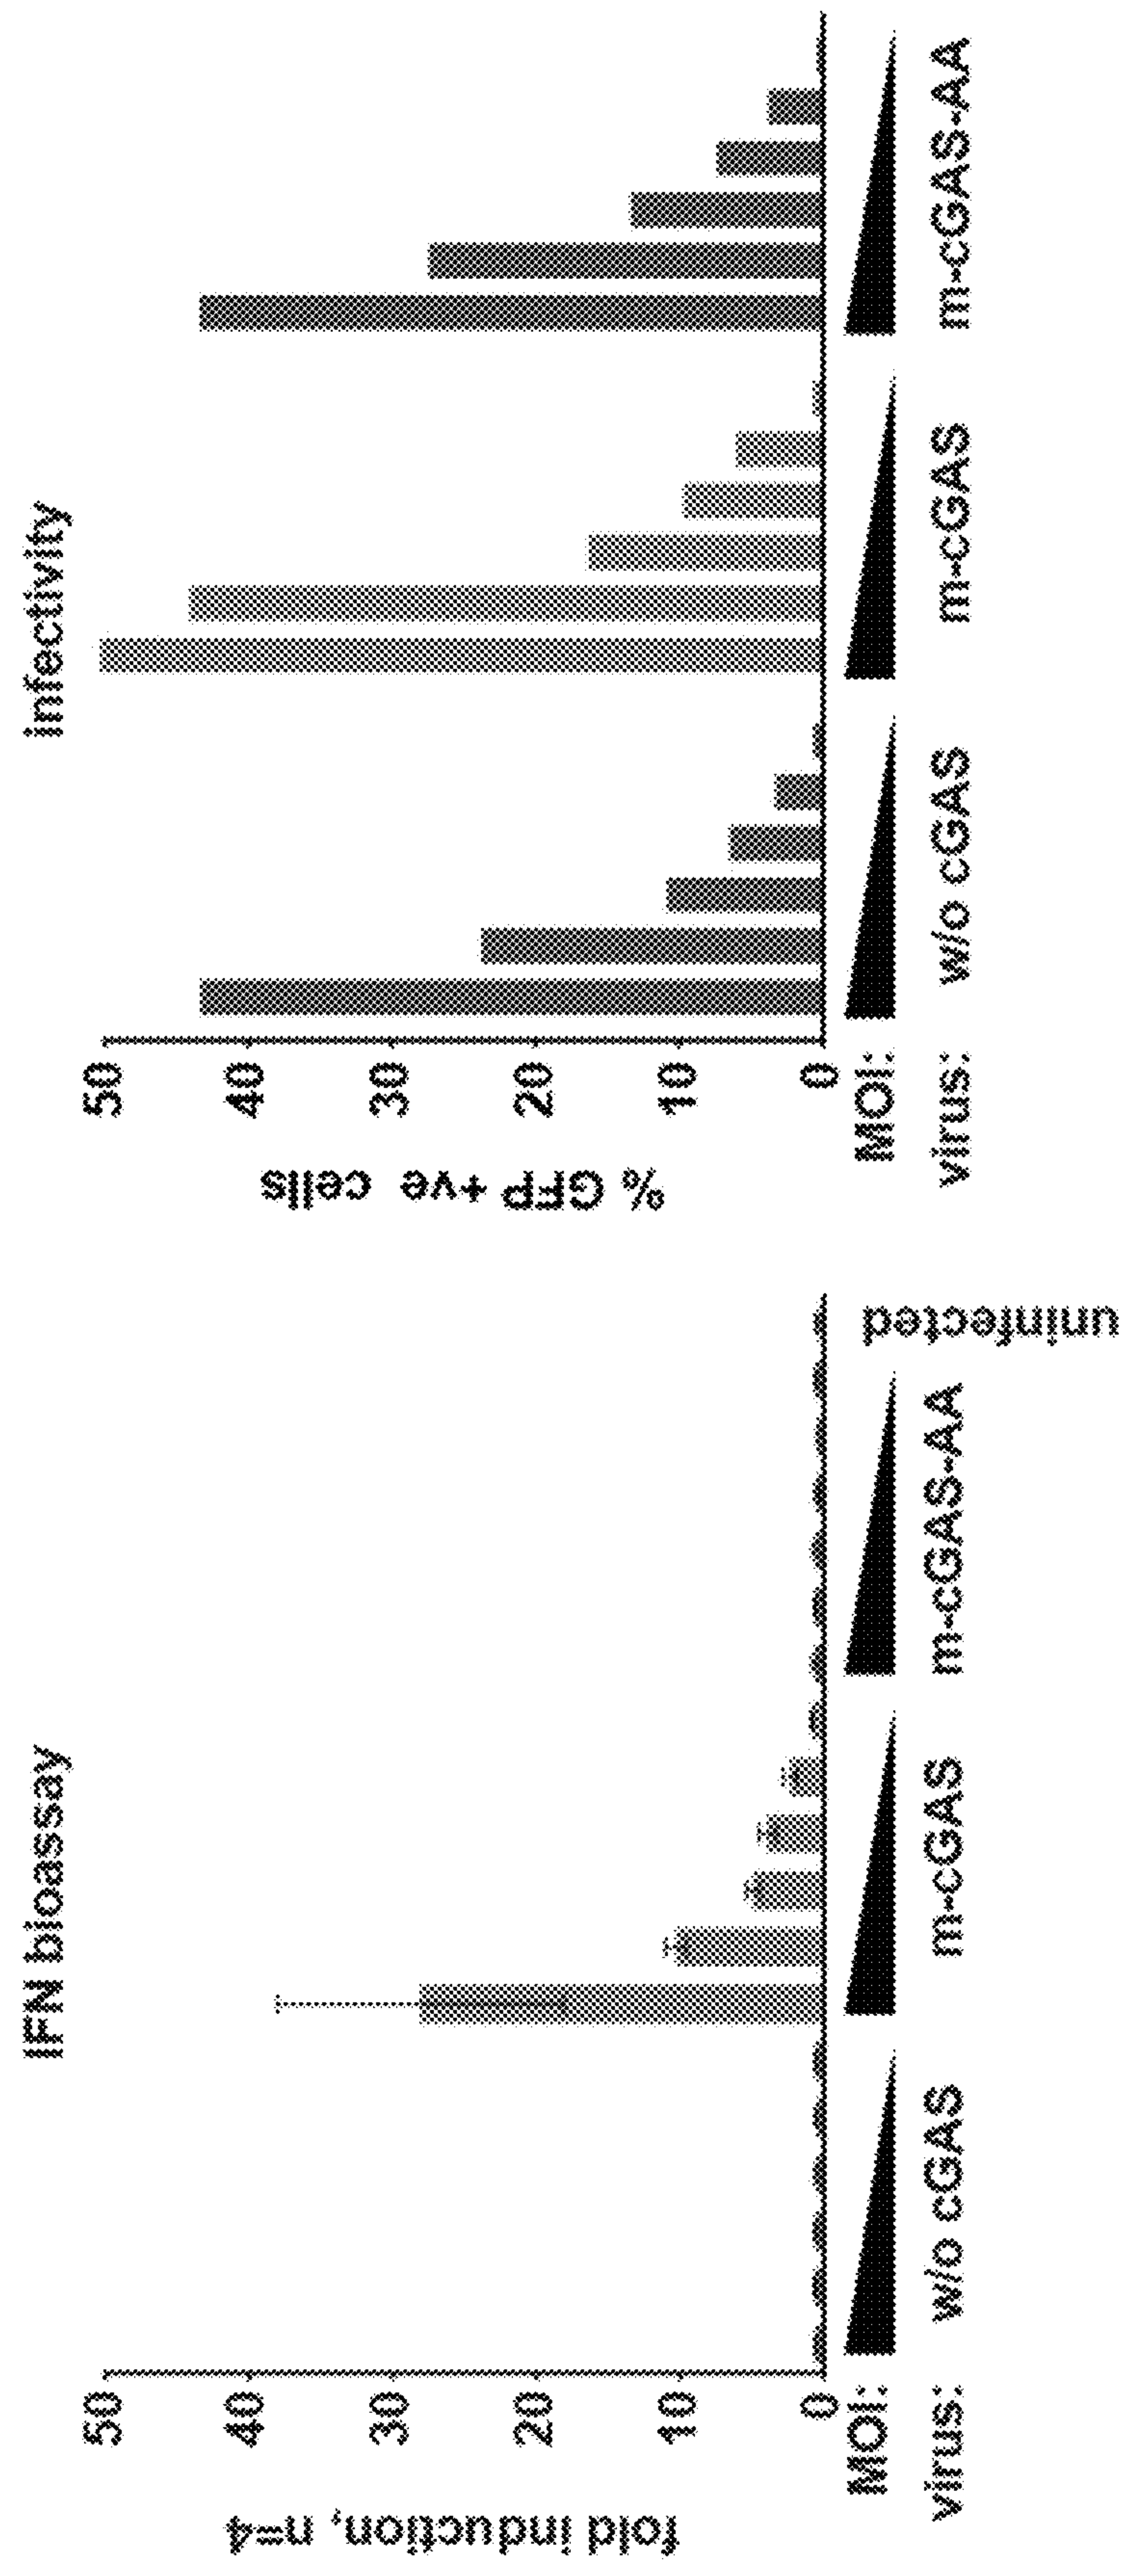 IFN bioassay
fold induction, n=4
50
40
30
20
10
0
MOI:
virus: w/o cGAS m-cGAS m-cGAS-AA uninfected
infectivity
% GFP +ve cells
50
40
30
20
10
0
MOI:
virus: w/o cGAS m-cGAS m-cGAS-AA